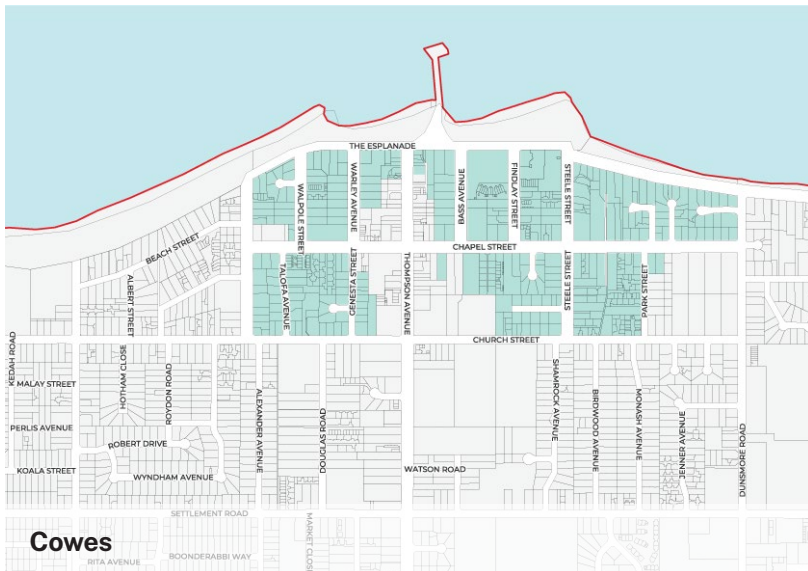 THE ESPLANADE
WALPOLE STREET
WARLEY AVENUE
BASS AVENUE
FINDLAY STREET
STEELE STREET
BEACH STREET
CHAPEL STREET
ALBERT STREET
TALOFA AVENUE
GENESTA STREET
THOMPSON AVENUE
STEELE STREET
PARK STREET
CHURCH STREET
KEDAH ROAD
HOTHAM CLOSE
ROYDON ROAD
MALAY STREET
PERLIS AVENUE
ROBERT DRIVE
KOALA STREET
WYNDHAM AVENUE
ALEXANDER AVENUE
DOUGLAS ROAD
WATSON ROAD
SHAMROCK AVENUE
BIRDWOOD AVENUE
MONASH AVENUE
JENNER AVENUE
DUNSMORE ROAD
SETTLEMENT ROAD
MARKET CLOSE
Cowes
BOONDERABBI WAY
RITA AVENUE